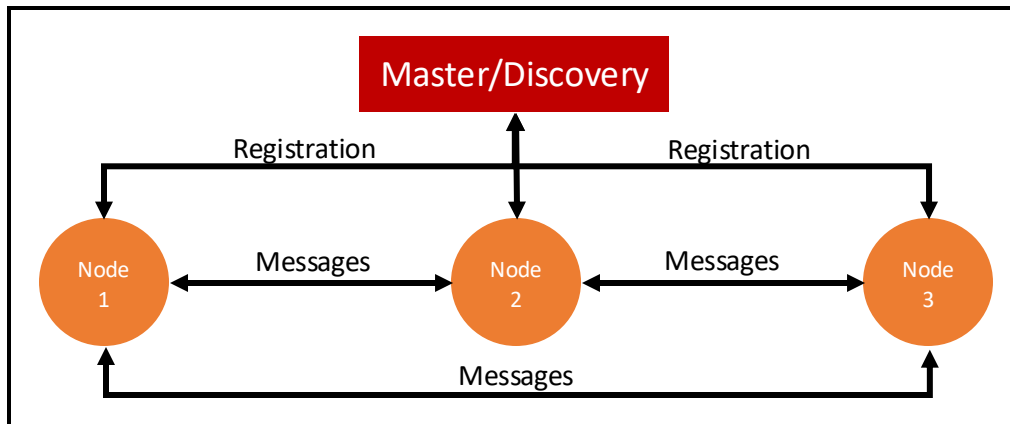 Master/Discovery
Registration
Registration
Node
1
Messages
Node
2
Messages
Node
3
Messages